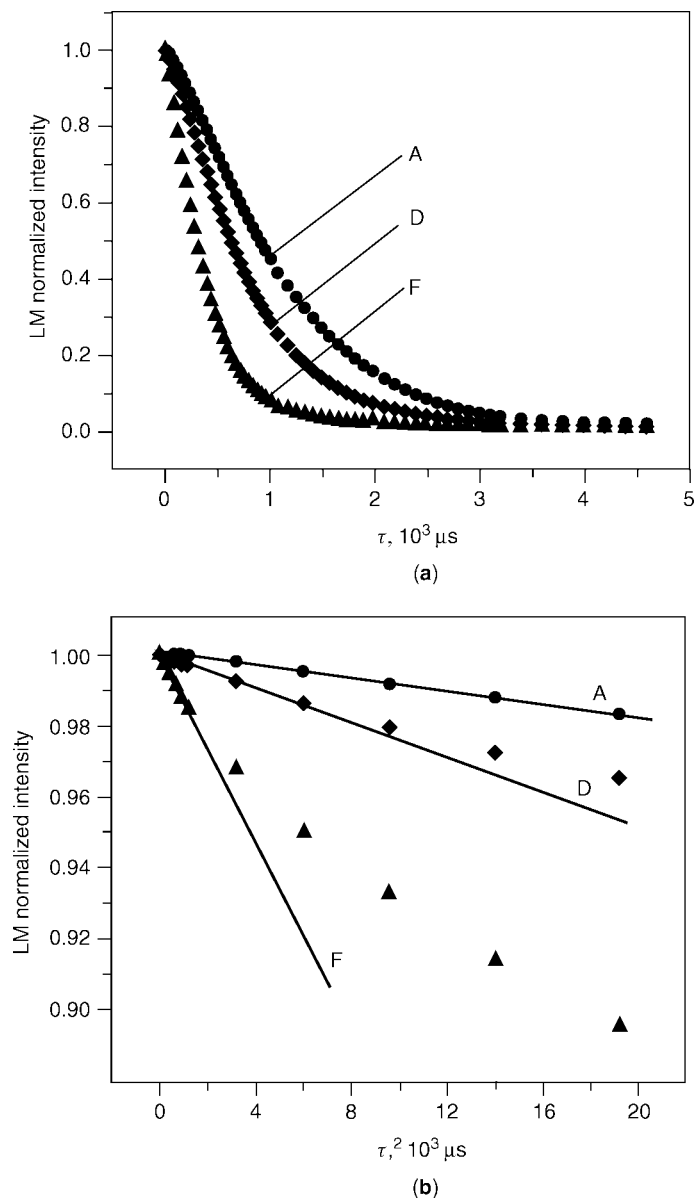 1.0
0.8
0.6
0.4
0.2
0.0
LM normalized intensity
A
D
F
0 1 2 3 4 5
τ, 10³ μs
(a)
1.00
0.98
0.96
0.94
0.92
0.90
LM normalized intensity
A
D
F
0 4 8 12 16 20
τ,² 10³ μs
(b)